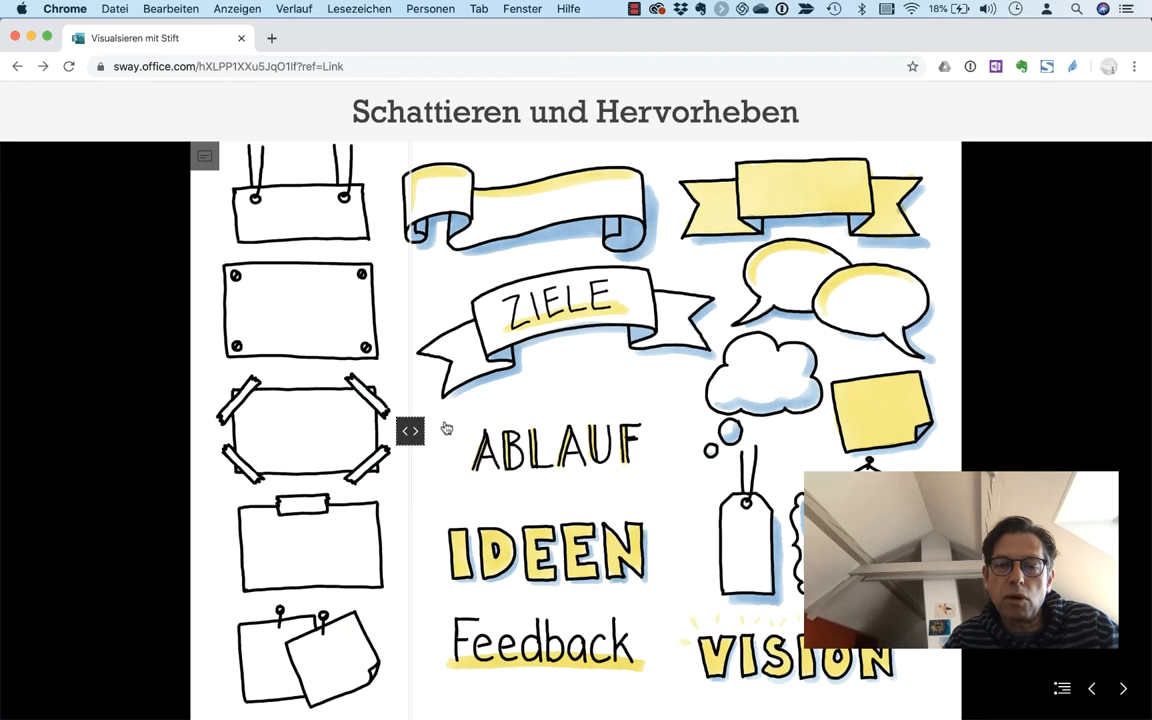 Chrome Datei Bearbeiten Anzeigen Verlauf Lesezeichen Personen Tab Fenster Hilfe 18%
Visualsieren mit Stift
sway.office.com/hXLPP1XXu5JqO1lf?ref=Link
Schattieren und Hervorheben
ZIELE
ABLAUF
IDEEN
Feedback
VISION